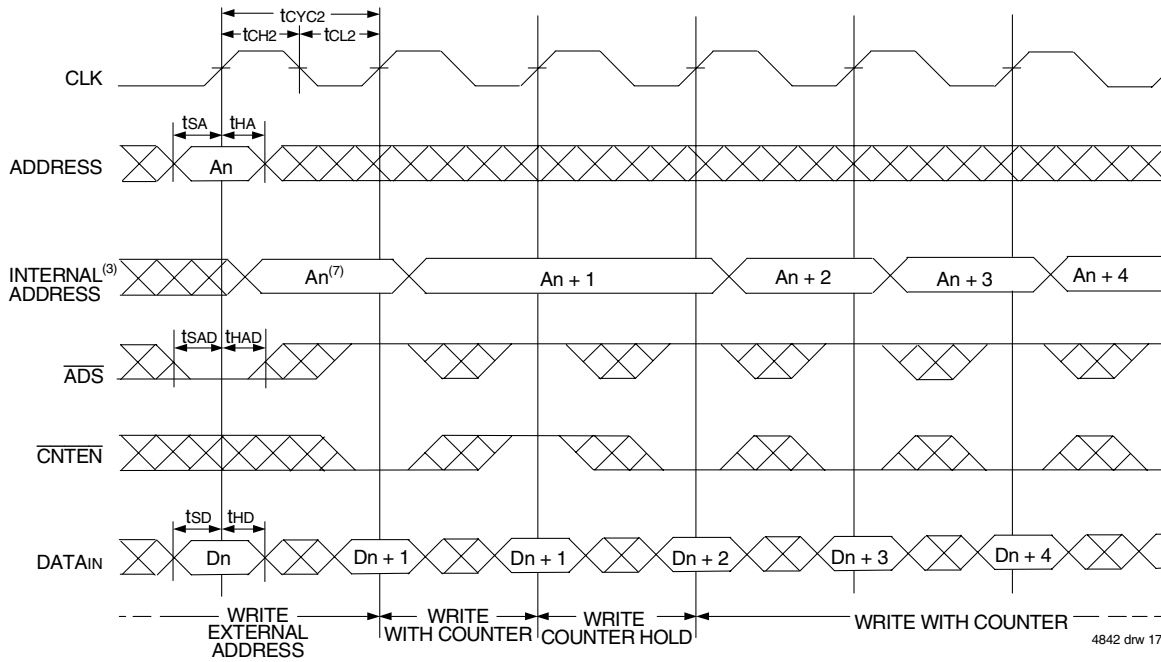 tCYC2
tCH2 tCL2
CLK
tSA tHA
ADDRESS An
INTERNAL(3) ADDRESS An(7) An + 1 An + 2 An + 3 An + 4
tSAD tHAD
ADS
CNTEN
tSD tHD
DATAIN Dn Dn + 1 Dn + 1 Dn + 2 Dn + 3 Dn + 4
WRITE EXTERNAL ADDRESS
WRITE WITH COUNTER
WRITE COUNTER HOLD
WRITE WITH COUNTER
4842 drw 17